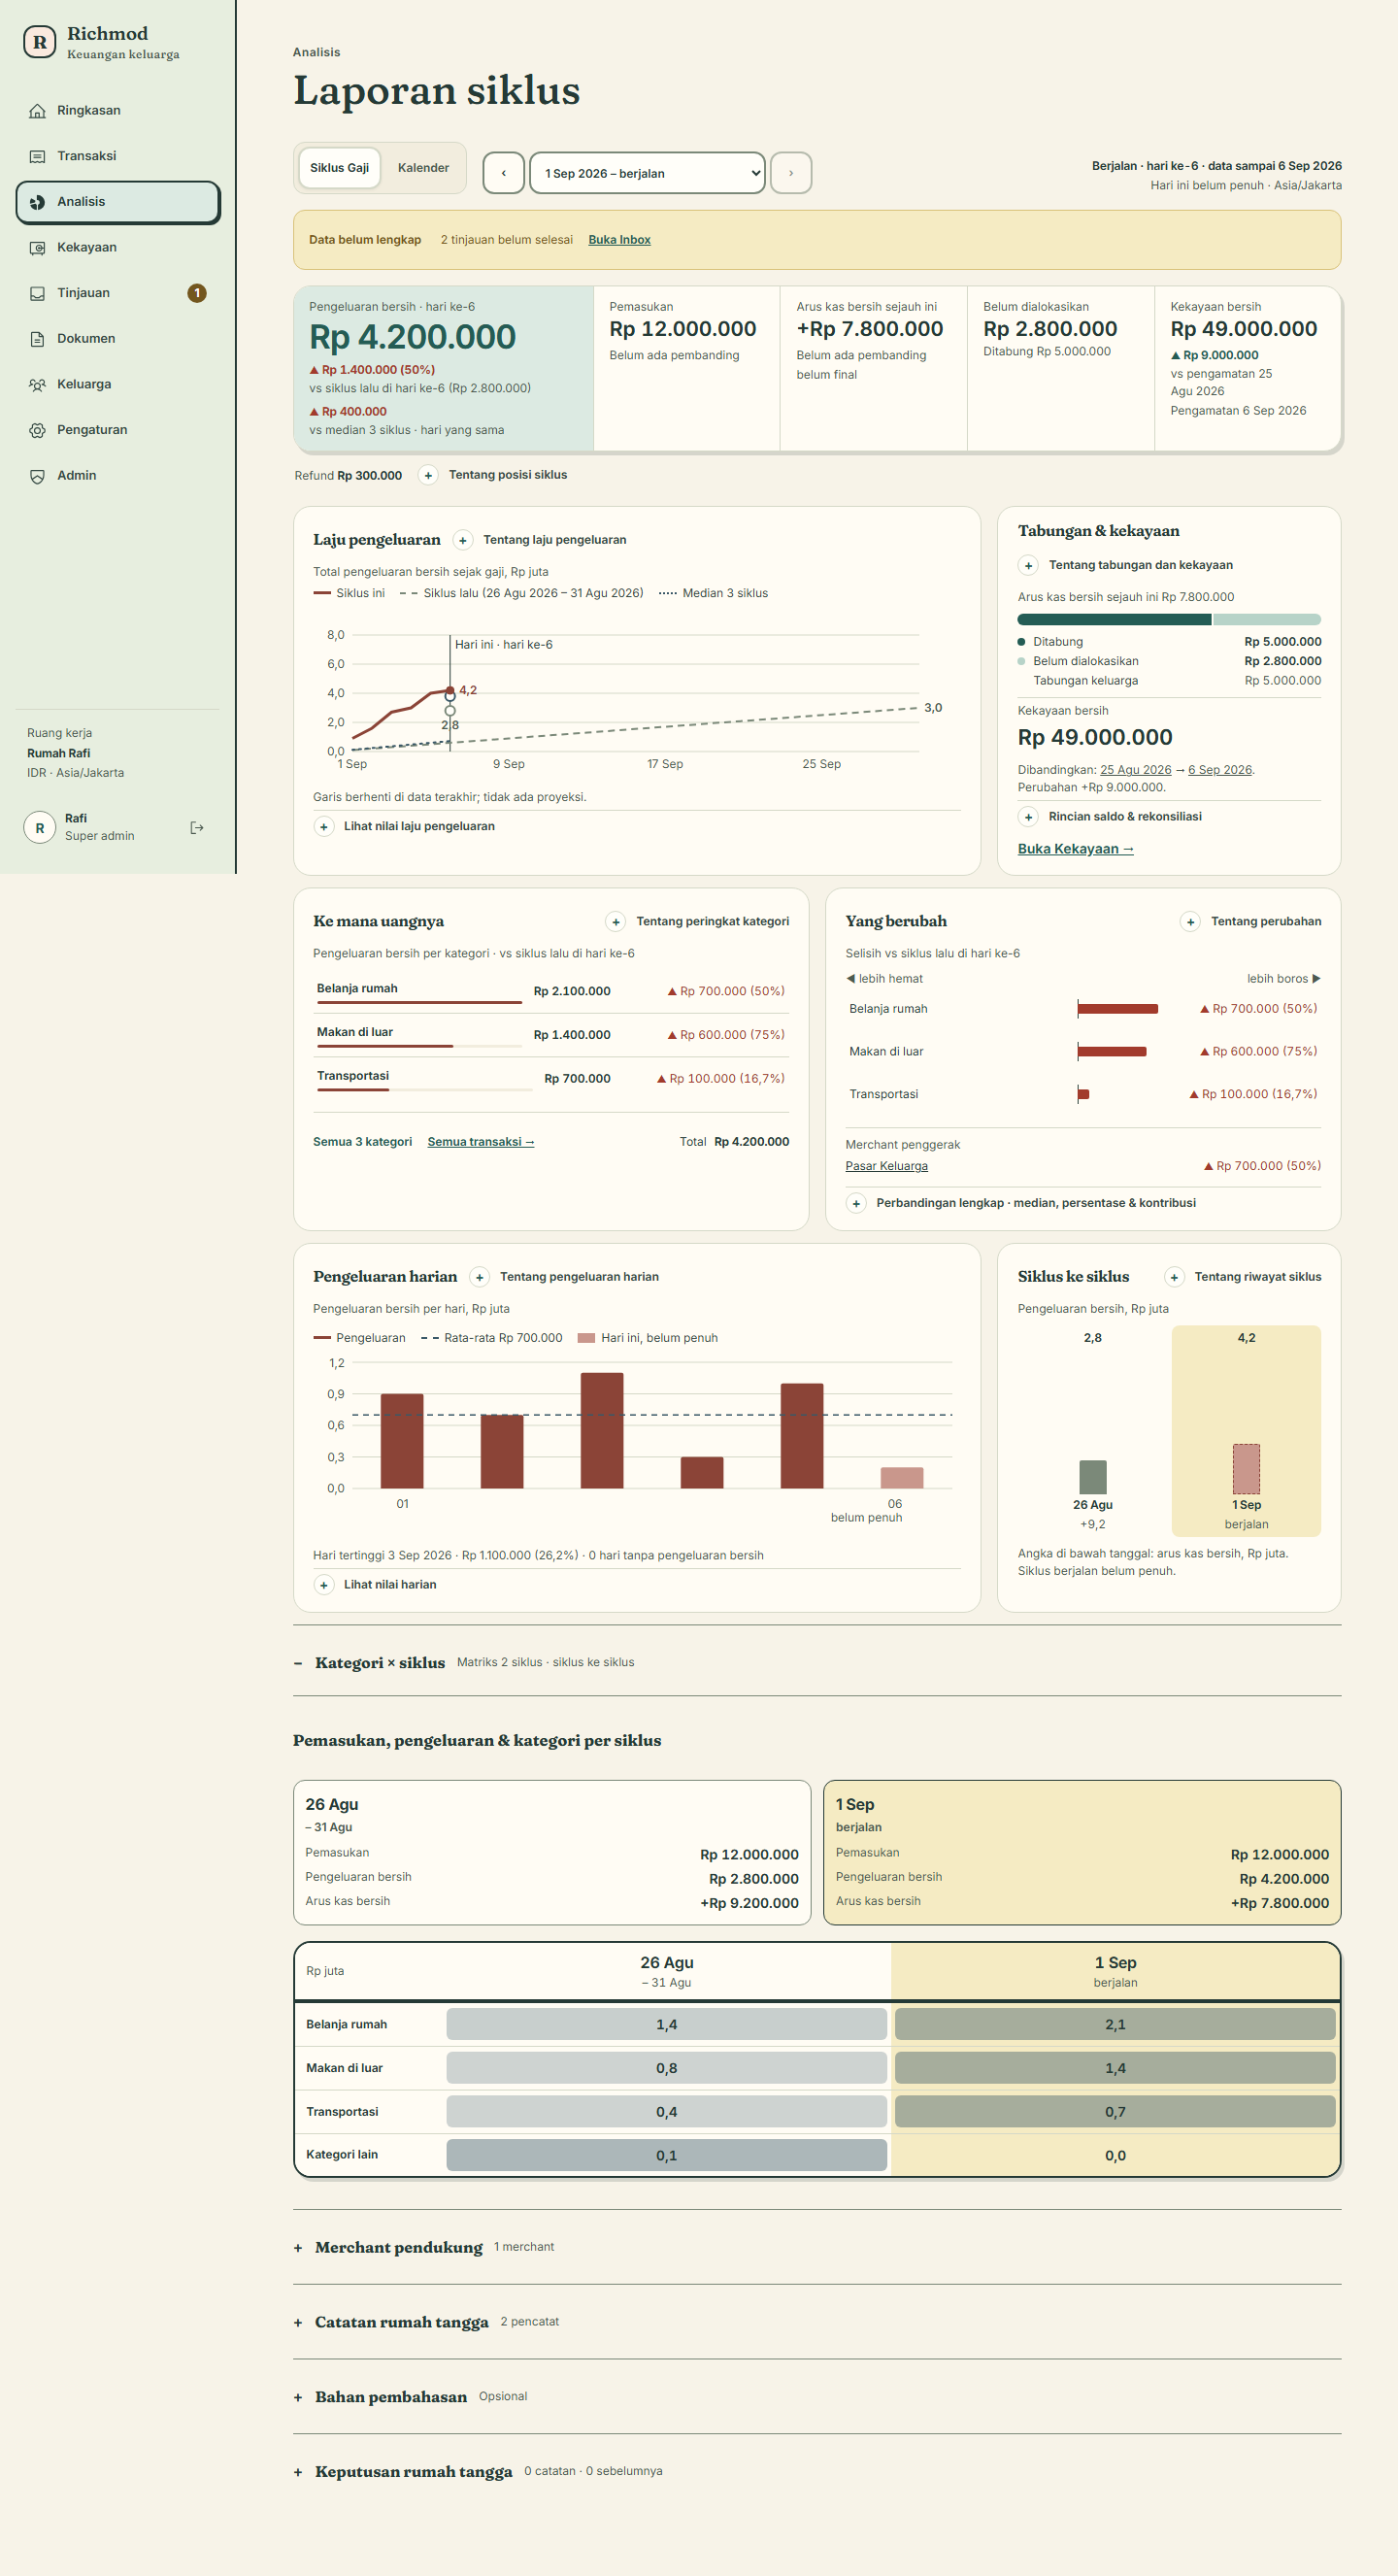 R
Richmod
Keuangan keluarga
Ringkasan
Transaksi
Analisis
Kekayaan
Tinjauan 1
Dokumen
Keluarga
Pengaturan
Admin
Ruang kerja
Rumah Rafi
IDR · Asia/Jakarta
R
Rafi
Super admin
Analisis
Laporan siklus
Siklus Gaji Kalender ‹ 1 Sep 2026 – berjalan ›
Berjalan · hari ke-6 · data sampai 6 Sep 2026
Hari ini belum penuh · Asia/Jakarta
Data belum lengkap 2 tinjauan belum selesai Buka Inbox
Pengeluaran bersih · hari ke-6
Rp 4.200.000
▲ Rp 1.400.000 (50%)
vs siklus lalu di hari ke-6 (Rp 2.800.000)
▲ Rp 400.000
vs median 3 siklus · hari yang sama
Pemasukan
Rp 12.000.000
Belum ada pembanding
Arus kas bersih sejauh ini
+Rp 7.800.000
Belum ada pembanding
belum final
Belum dialokasikan
Rp 2.800.000
Ditabung Rp 5.000.000
Kekayaan bersih
Rp 49.000.000
▲ Rp 9.000.000
vs pengamatan 25
Agu 2026
Pengamatan 6 Sep 2026
Refund Rp 300.000 + Tentang posisi siklus
Laju pengeluaran + Tentang laju pengeluaran
Total pengeluaran bersih sejak gaji, Rp juta
Siklus ini Siklus lalu (26 Agu 2026 – 31 Agu 2026) Median 3 siklus
8,0
Hari ini · hari ke-6
6,0
4,0
4,2
3,0
2,0
2,8
0,0
1 Sep 9 Sep 17 Sep 25 Sep
Garis berhenti di data terakhir; tidak ada proyeksi.
+ Lihat nilai laju pengeluaran
Tabungan & kekayaan
+ Tentang tabungan dan kekayaan
Arus kas bersih sejauh ini Rp 7.800.000
Ditabung Rp 5.000.000
Belum dialokasikan Rp 2.800.000
Tabungan keluarga Rp 5.000.000
Kekayaan bersih
Rp 49.000.000
Dibandingkan: 25 Agu 2026 → 6 Sep 2026.
Perubahan +Rp 9.000.000.
+ Rincian saldo & rekonsiliasi
Buka Kekayaan →
Ke mana uangnya + Tentang peringkat kategori
Pengeluaran bersih per kategori · vs siklus lalu di hari ke-6
Belanja rumah Rp 2.100.000 ▲ Rp 700.000 (50%)
Makan di luar Rp 1.400.000 ▲ Rp 600.000 (75%)
Transportasi Rp 700.000 ▲ Rp 100.000 (16,7%)
Semua 3 kategori Semua transaksi → Total Rp 4.200.000
Yang berubah + Tentang perubahan
Selisih vs siklus lalu di hari ke-6
◀ lebih hemat lebih boros ▶
Belanja rumah ▲ Rp 700.000 (50%)
Makan di luar ▲ Rp 600.000 (75%)
Transportasi ▲ Rp 100.000 (16,7%)
Merchant penggerak
Pasar Keluarga ▲ Rp 700.000 (50%)
+ Perbandingan lengkap · median, persentase & kontribusi
Pengeluaran harian + Tentang pengeluaran harian
Pengeluaran bersih per hari, Rp juta
Pengeluaran Rata-rata Rp 700.000 Hari ini, belum penuh
1,2
0,9
0,6
0,3
0,0
01 06
belum penuh
Hari tertinggi 3 Sep 2026 · Rp 1.100.000 (26,2%) · 0 hari tanpa pengeluaran bersih
+ Lihat nilai harian
Siklus ke siklus + Tentang riwayat siklus
Pengeluaran bersih, Rp juta
2,8 4,2
26 Agu 1 Sep
+9,2 berjalan
Angka di bawah tanggal: arus kas bersih, Rp juta.
Siklus berjalan belum penuh.
– Kategori × siklus Matriks 2 siklus · siklus ke siklus
Pemasukan, pengeluaran & kategori per siklus
26 Agu
– 31 Agu
Pemasukan Rp 12.000.000
Pengeluaran bersih Rp 2.800.000
Arus kas bersih +Rp 9.200.000
1 Sep
berjalan
Pemasukan Rp 12.000.000
Pengeluaran bersih Rp 4.200.000
Arus kas bersih +Rp 7.800.000
Rp juta 26 Agu 1 Sep
– 31 Agu berjalan
Belanja rumah 1,4 2,1
Makan di luar 0,8 1,4
Transportasi 0,4 0,7
Kategori lain 0,1 0,0
+ Merchant pendukung 1 merchant
+ Catatan rumah tangga 2 pencatat
+ Bahan pembahasan Opsional
+ Keputusan rumah tangga 0 catatan · 0 sebelumnya